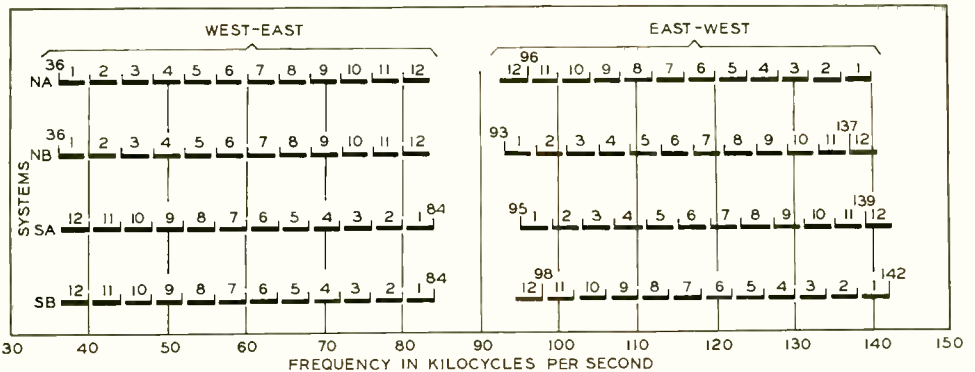 WEST-EAST EAST-WEST
NA 36 1 2 3 4 5 6 7 8 9 10 11 12 12 96 11 10 9 8 7 6 5 4 3 2 1
NB 36 1 2 3 4 5 6 7 8 9 10 11 12 93 1 2 3 4 5 6 7 8 9 10 11 137 12
SYSTEMS
SA 12 11 10 9 8 7 6 5 4 3 2 1 84 95 1 2 3 4 5 6 7 8 9 10 11 139 12
SB 12 11 10 9 8 7 6 5 4 3 2 1 84 12 98 11 10 9 8 7 6 5 4 3 2 1 142
30 40 50 60 70 80 90 100 110 120 130 140 150
FREQUENCY IN KILOCYCLES PER SECOND